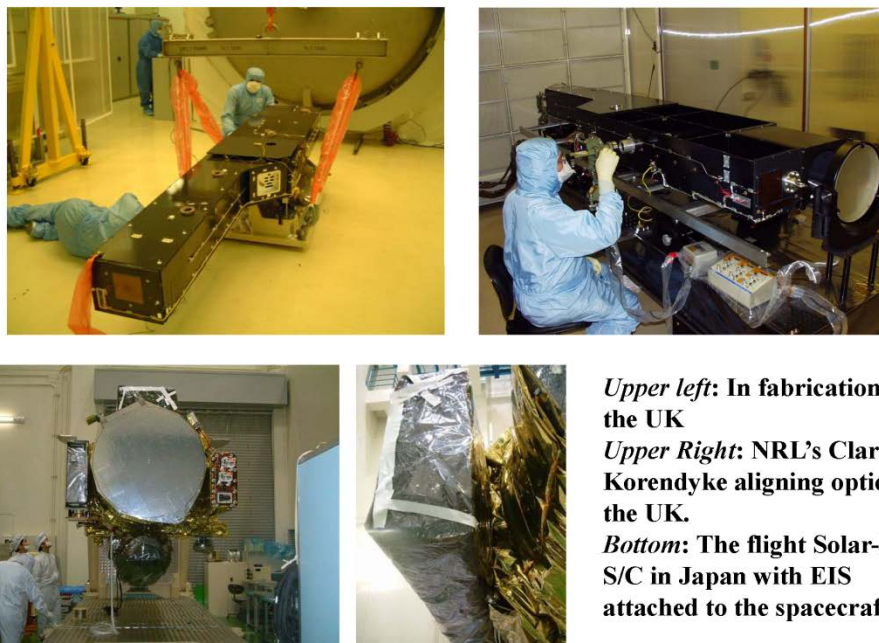 Upper left: In fabrication
the UK
Upper Right: NRL's Clar
Korendyke aligning optic
the UK.
Bottom: The flight Solar-
S/C in Japan with EIS
attached to the spacecraf